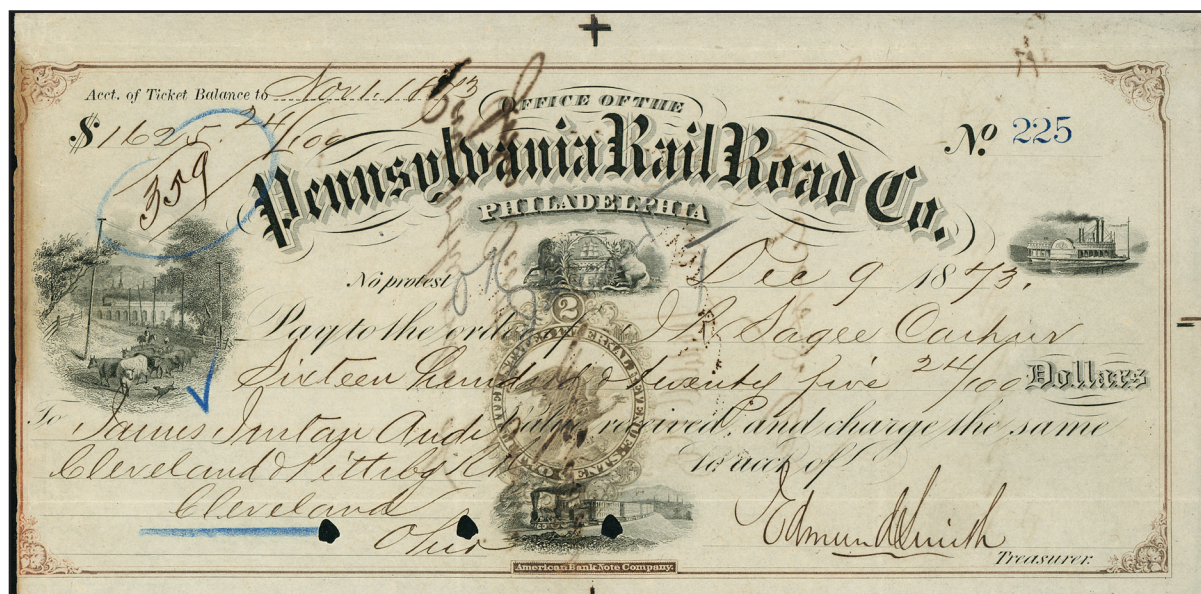 Acct. of Ticket Balance to Nov 1. 1873
$1625. 24/100
359
OFFICE OF THE
Pennsylvania Rail Road Co.
PHILADELPHIA
No. 225
No protest
Dec 9 1873.
Pay to the order of Cashier
Sixteen hundred & twenty five 24/100 Dollars
To James Aud. Value received, and charge the same
Cleveland & Pittsbg RR to acct of
Cleveland
Ohio
Edmund Smith
Treasurer.
2
American Bank Note Company.